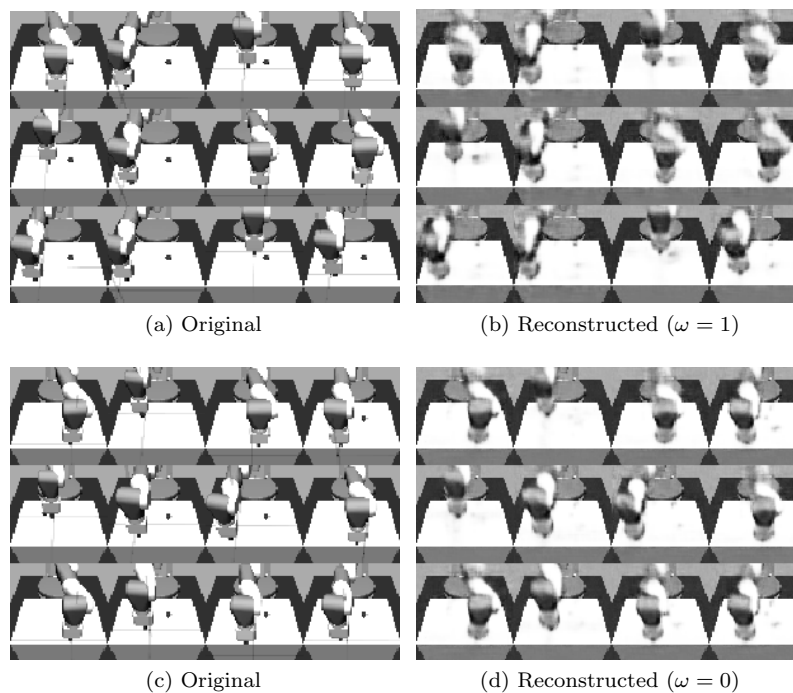 (a) Original
(b) Reconstructed (ω = 1)
(c) Original
(d) Reconstructed (ω = 0)